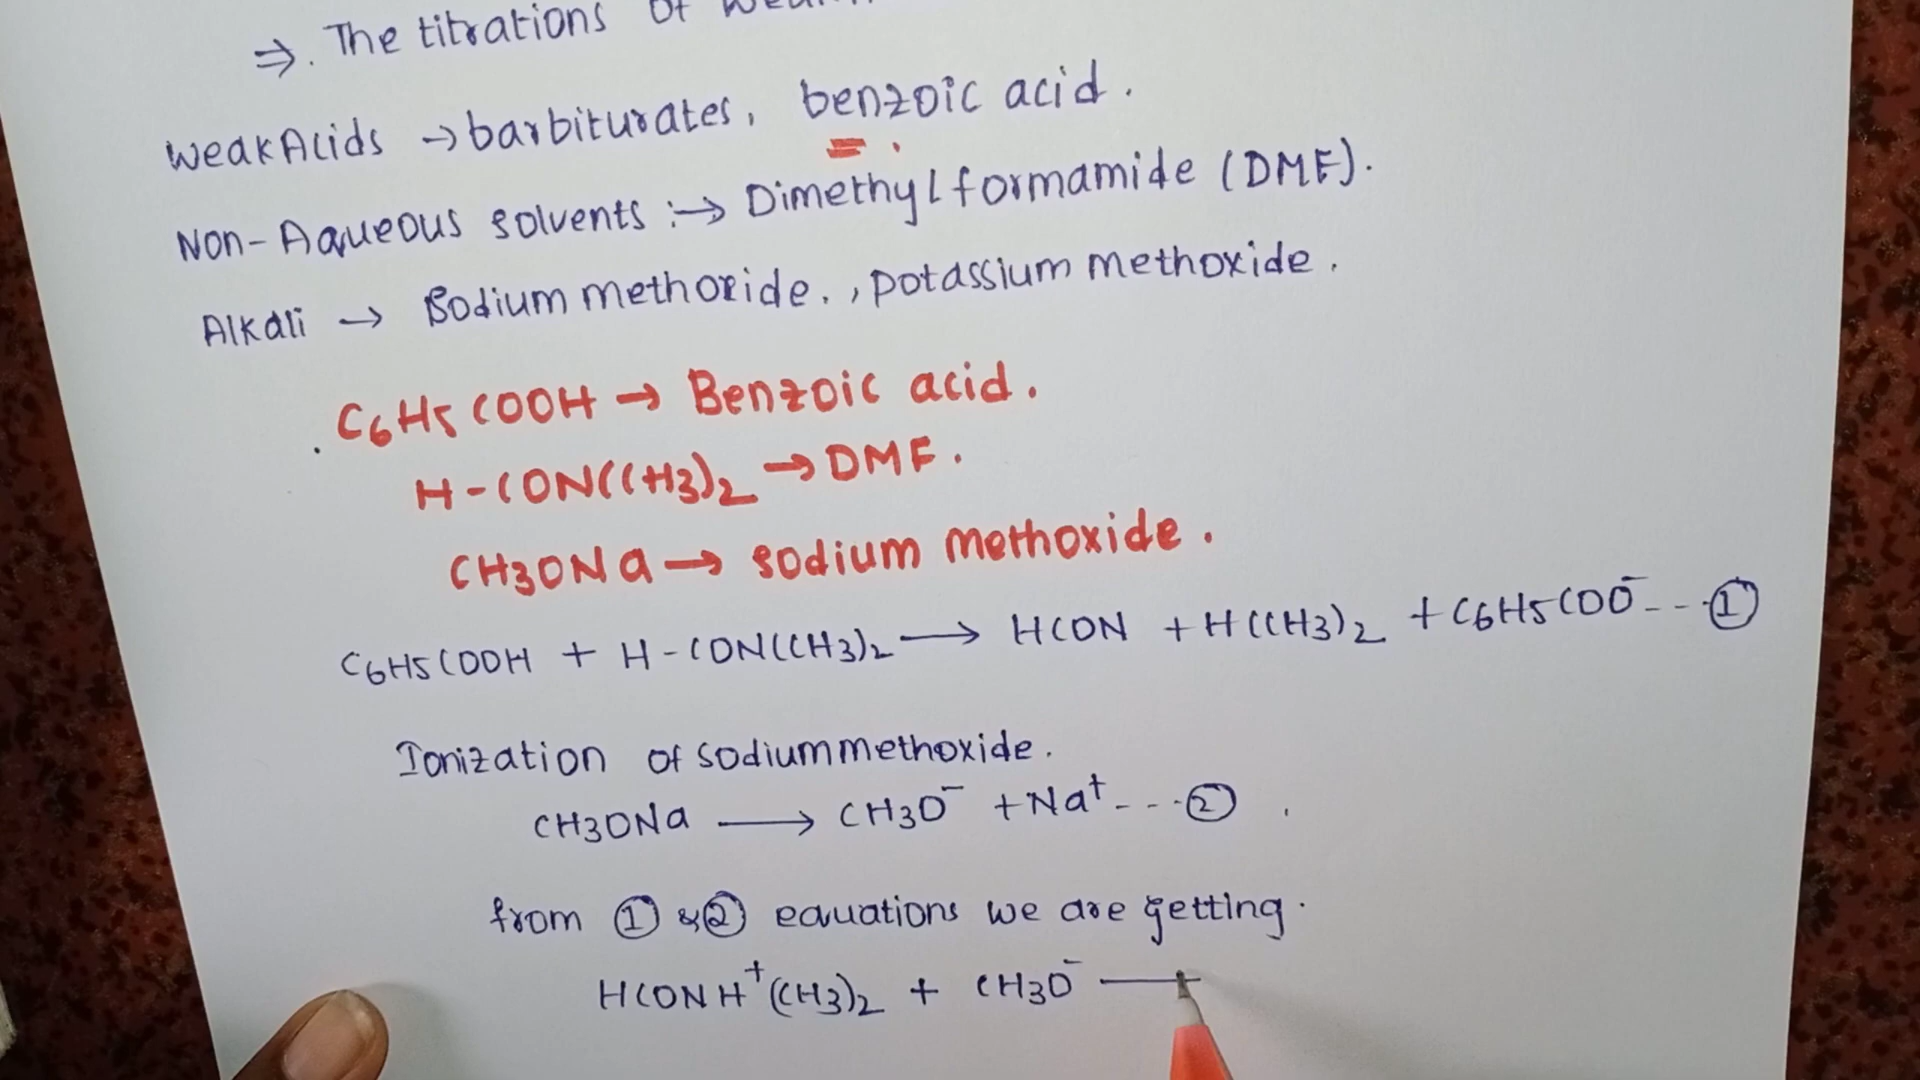 ⇒. The titrations of
WeakAcids → barbiturates, benzoic acid.
Non-Aqueous solvents :→ Dimethyl formamide (DMF).
Alkali → Sodium methoxide., potassium methoxide.
C6H5COOH → Benzoic acid.
H-CON(CH3)2 → DMF.
CH3ONa → sodium methoxide.
C6H5COOH + H-CON(CH3)2 → HCON + H(CH3)2 + C6H5COO⁻ --- ①
Ionization of sodiummethoxide.
CH3ONa → CH3O⁻ + Na⁺ --- ②
from ① & ② equations we are getting.
HCONH⁺(CH3)2 + CH3O⁻ —